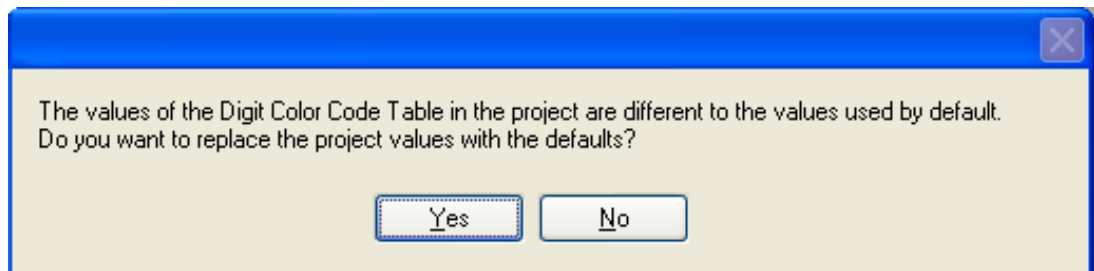 The values of the Digit Color Code Table in the project are different to the values used by default.
Do you want to replace the project values with the defaults?
Yes
No